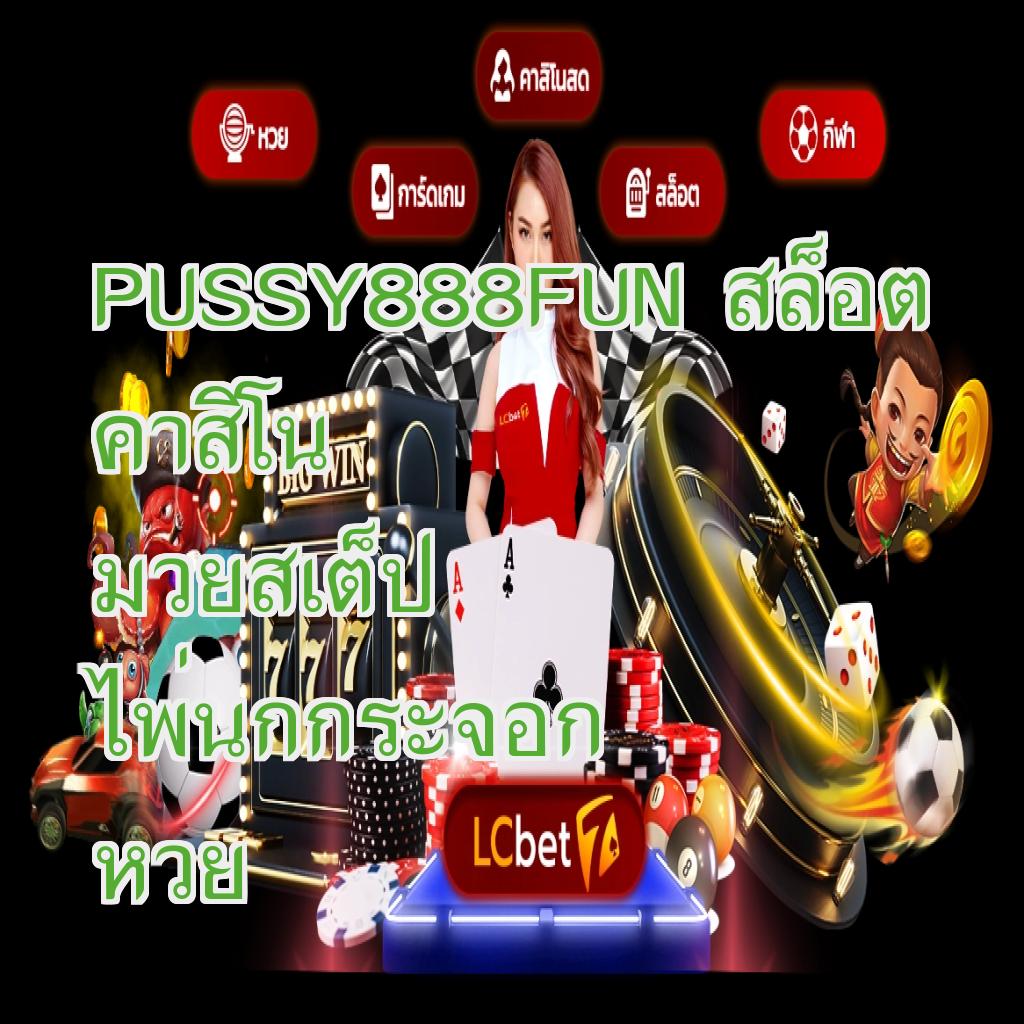 คาสิโนสด
หวย
กีฬา
การ์ดเกม
สล็อต
PUSSY888FUN สล็อต
LCbet
คาสิโน
BIG WIN
มวยสเต็ป
A
A
777
ไพ่นกกระจอก
LCbet
หวย
8